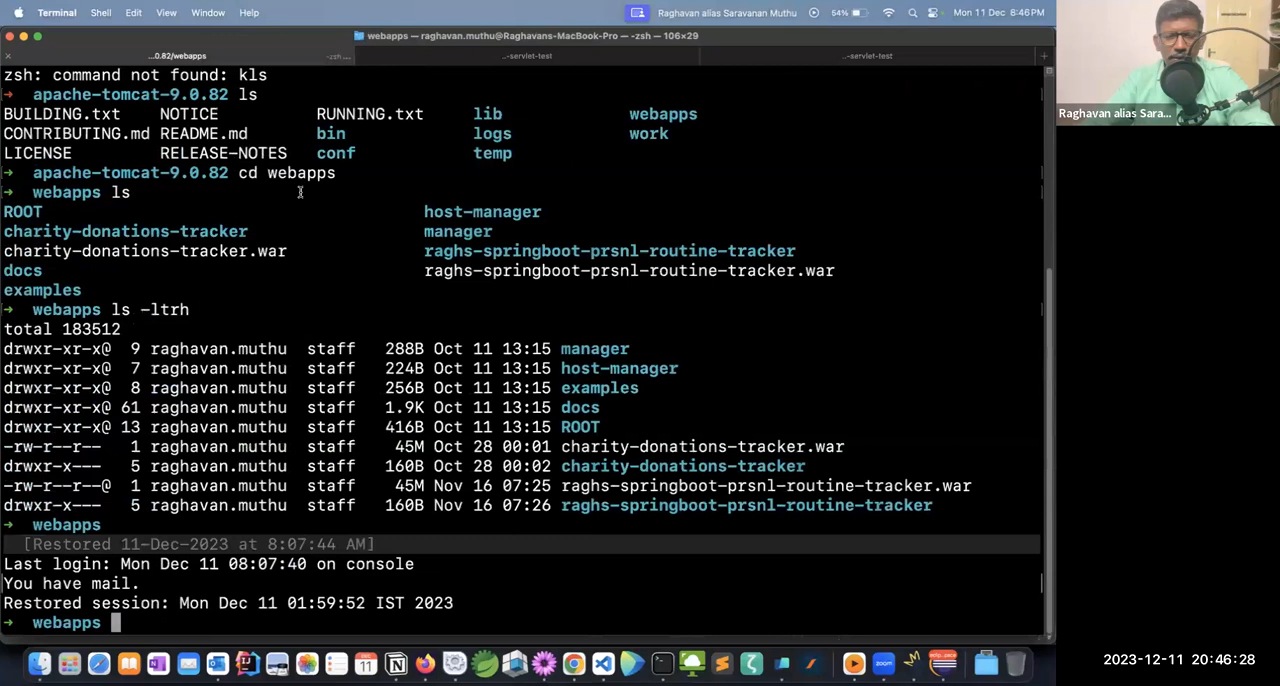 Terminal Shell Edit View Window Help Raghavan alias Saravanan Muthu 54% Mon 11 Dec 8:46PM
webapps — raghavan.muthu@Raghavans-MacBook-Pro — -zsh — 106×29
...0.82/webapps -zsh ... ...-servlet-test ...-servlet-test
zsh: command not found: kls
→ apache-tomcat-9.0.82 ls
BUILDING.txt NOTICE RUNNING.txt lib webapps
CONTRIBUTING.md README.md bin logs work
LICENSE RELEASE-NOTES conf temp
→ apache-tomcat-9.0.82 cd webapps
→ webapps ls
ROOT host-manager
charity-donations-tracker manager
charity-donations-tracker.war raghs-springboot-prsnl-routine-tracker
docs raghs-springboot-prsnl-routine-tracker.war
examples
→ webapps ls -ltrh
total 183512
drwxr-xr-x@ 9 raghavan.muthu staff 288B Oct 11 13:15 manager
drwxr-xr-x@ 7 raghavan.muthu staff 224B Oct 11 13:15 host-manager
drwxr-xr-x@ 8 raghavan.muthu staff 256B Oct 11 13:15 examples
drwxr-xr-x@ 61 raghavan.muthu staff 1.9K Oct 11 13:15 docs
drwxr-xr-x@ 13 raghavan.muthu staff 416B Oct 11 13:15 ROOT
-rw-r--r-- 1 raghavan.muthu staff 45M Oct 28 00:01 charity-donations-tracker.war
drwxr-x--- 5 raghavan.muthu staff 160B Oct 28 00:02 charity-donations-tracker
-rw-r--r--@ 1 raghavan.muthu staff 45M Nov 16 07:25 raghs-springboot-prsnl-routine-tracker.war
drwxr-x--- 5 raghavan.muthu staff 160B Nov 16 07:26 raghs-springboot-prsnl-routine-tracker
→ webapps
[Restored 11-Dec-2023 at 8:07:44 AM]
Last login: Mon Dec 11 08:07:40 on console
You have mail.
Restored session: Mon Dec 11 01:59:52 IST 2023
→ webapps
Raghavan alias Sara...
zoom
2023-12-11 20:46:28